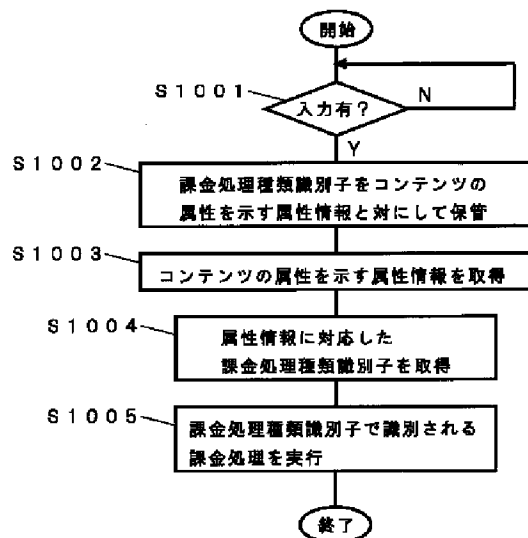 開始
S1001
入力有?
N
Y
S1002
課金処理種類識別子をコンテンツの
属性を示す属性情報と対にして保管
S1003
コンテンツの属性を示す属性情報を取得
S1004
属性情報に対応した
課金処理種類識別子を取得
S1005
課金処理種類識別子で識別される
課金処理を実行
終了